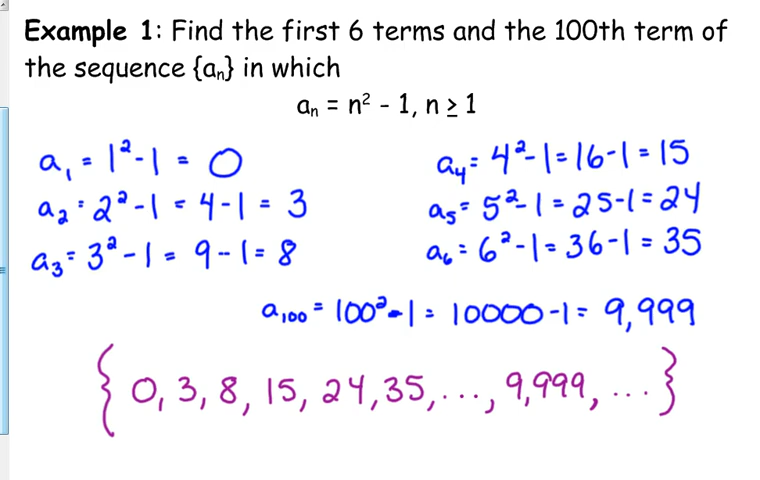 Example 1: Find the first 6 terms and the 100th term of
the sequence {aₙ} in which
aₙ = n² - 1, n ≥ 1
a₁ = 1² - 1 = 0
a₂ = 2² - 1 = 4 - 1 = 3
a₃ = 3² - 1 = 9 - 1 = 8
a₄ = 4² - 1 = 16 - 1 = 15
a₅ = 5² - 1 = 25 - 1 = 24
a₆ = 6² - 1 = 36 - 1 = 35
a₁₀₀ = 100² - 1 = 10000 - 1 = 9,999
{0, 3, 8, 15, 24, 35, ..., 9,999, ...}